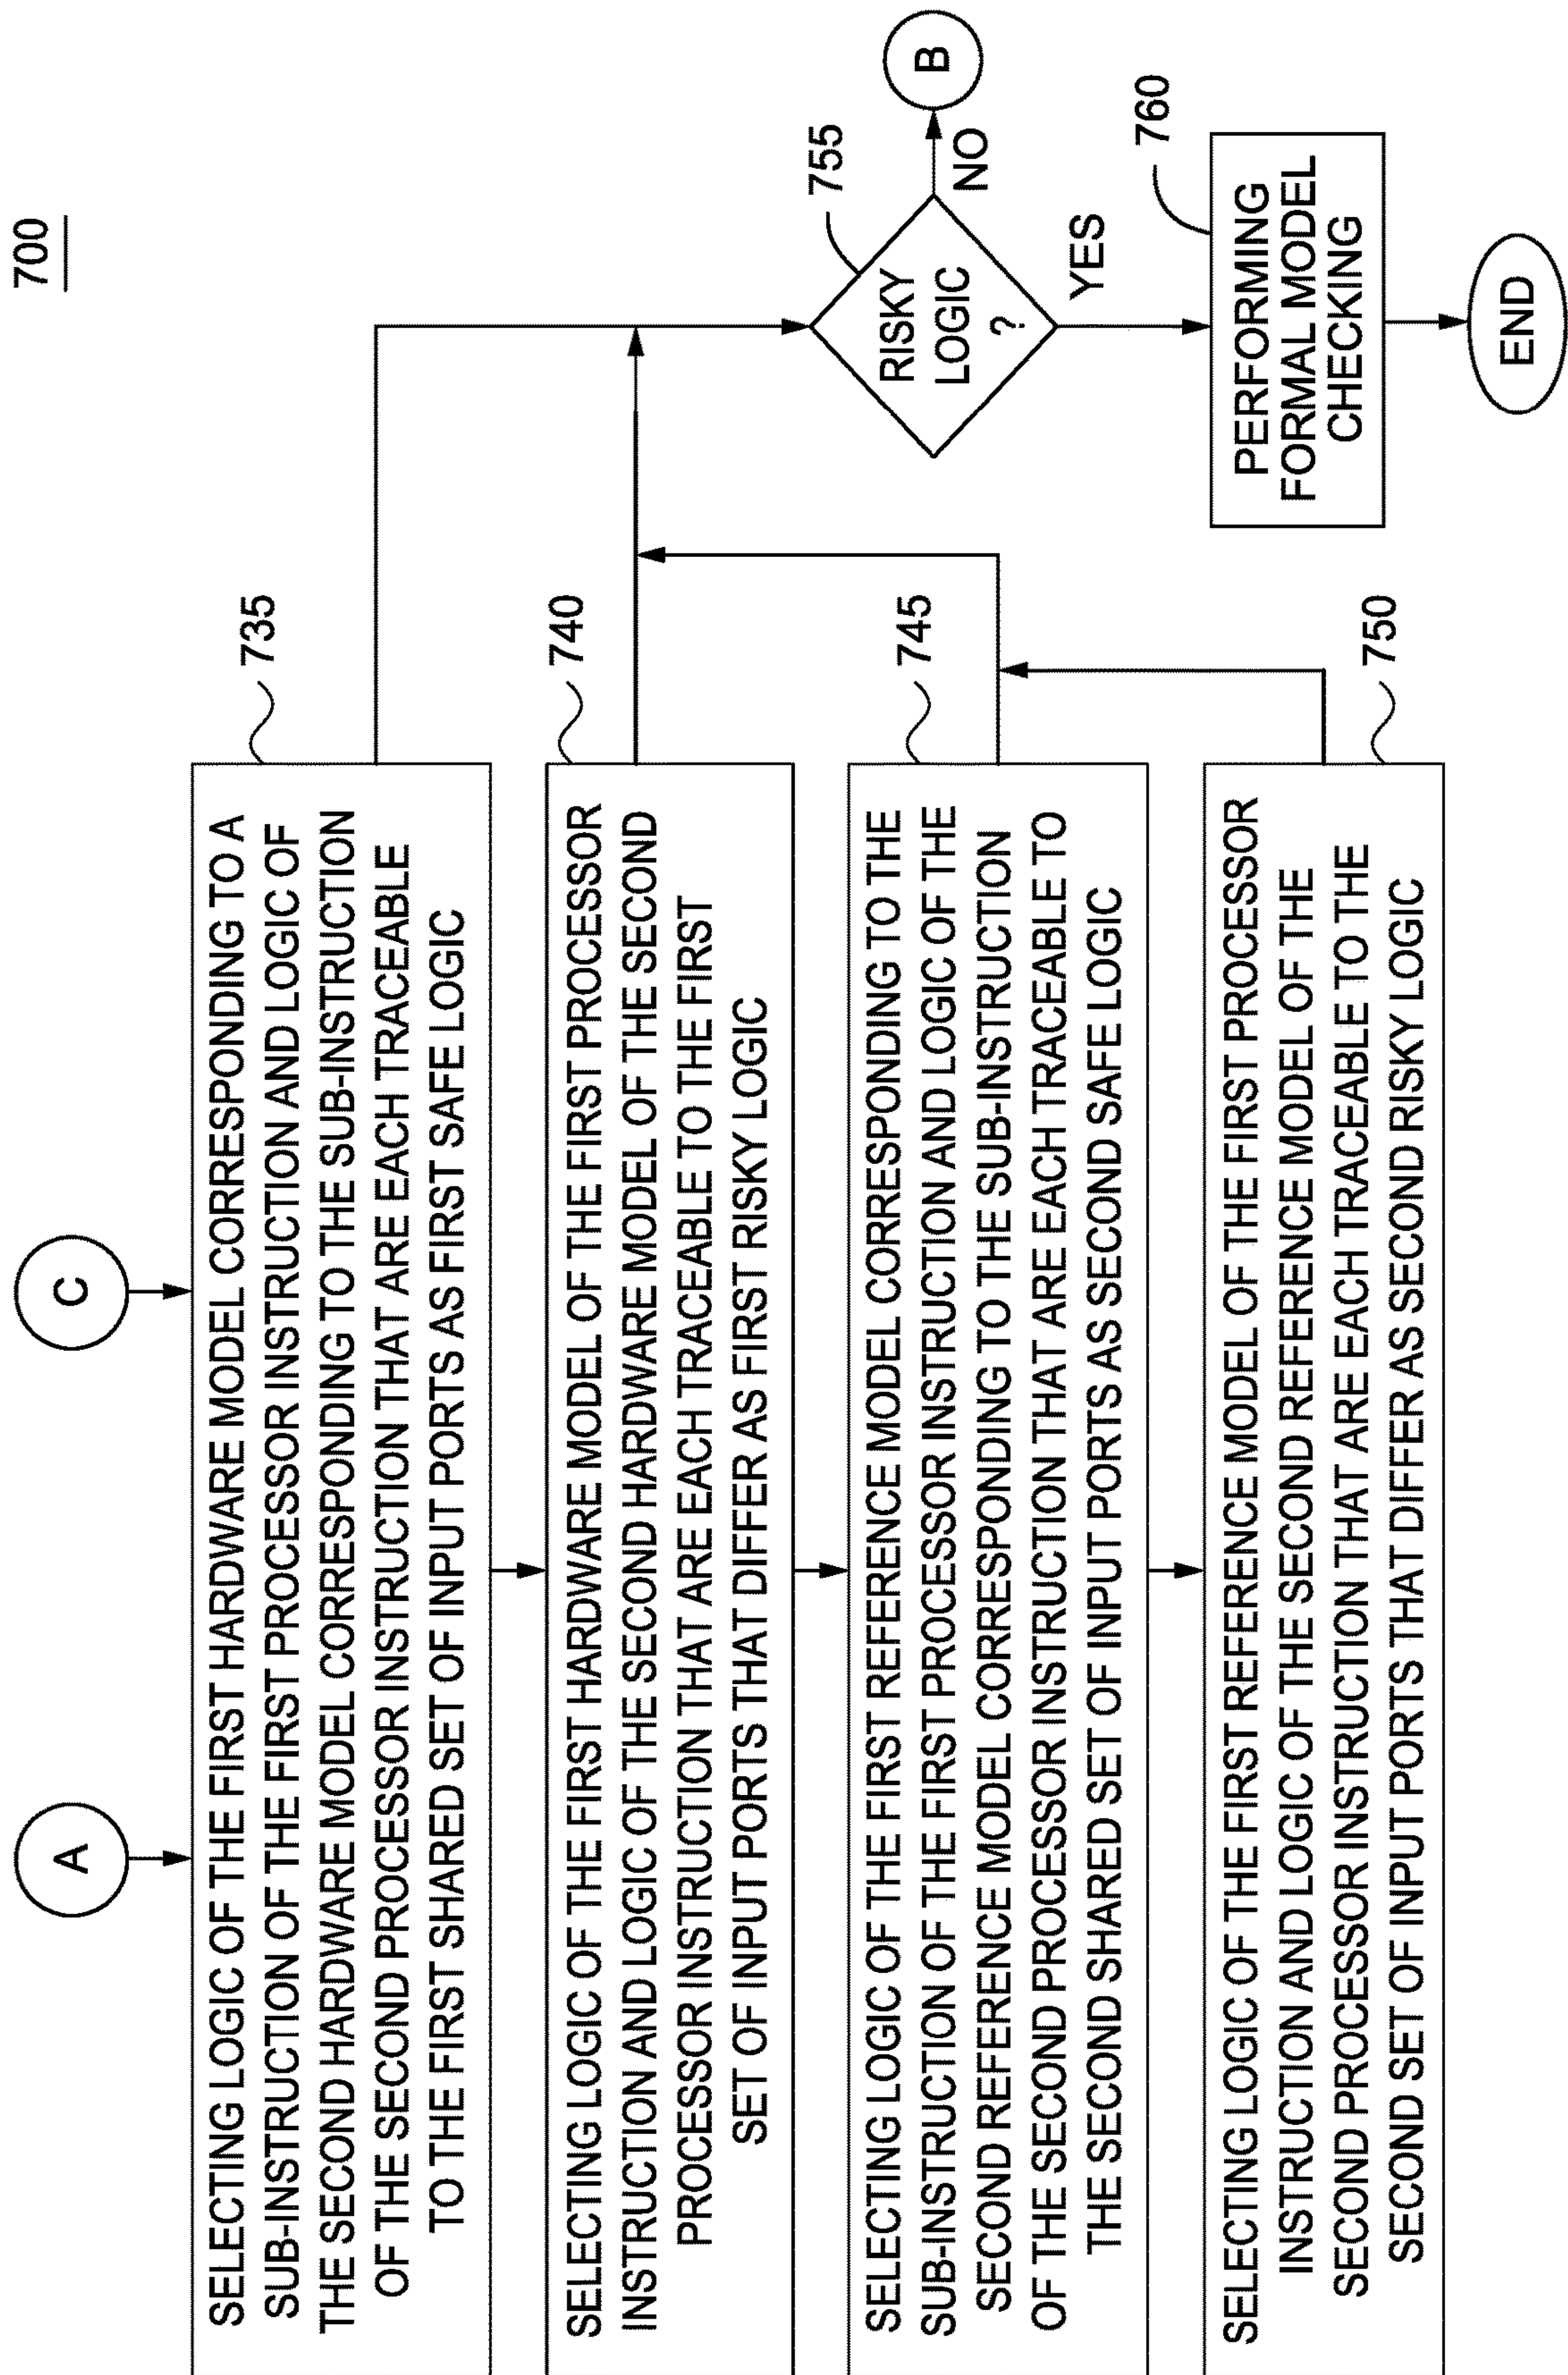 700
A
C
SELECTING LOGIC OF THE FIRST HARDWARE MODEL CORRESPONDING TO A
SUB-INSTRUCTION OF THE FIRST PROCESSOR INSTRUCTION AND LOGIC OF
THE SECOND HARDWARE MODEL CORRESPONDING TO THE SUB-INSTRUCTION
OF THE SECOND PROCESSOR INSTRUCTION THAT ARE EACH TRACEABLE
TO THE FIRST SHARED SET OF INPUT PORTS AS FIRST SAFE LOGIC
735
SELECTING LOGIC OF THE FIRST HARDWARE MODEL OF THE FIRST PROCESSOR
INSTRUCTION AND LOGIC OF THE SECOND HARDWARE MODEL OF THE SECOND
PROCESSOR INSTRUCTION THAT ARE EACH TRACEABLE TO THE FIRST
SET OF INPUT PORTS THAT DIFFER AS FIRST RISKY LOGIC
740
SELECTING LOGIC OF THE FIRST REFERENCE MODEL CORRESPONDING TO THE
SUB-INSTRUCTION OF THE FIRST PROCESSOR INSTRUCTION AND LOGIC OF THE
SECOND REFERENCE MODEL CORRESPONDING TO THE SUB-INSTRUCTION
OF THE SECOND PROCESSOR INSTRUCTION THAT ARE EACH TRACEABLE TO
THE SECOND SHARED SET OF INPUT PORTS AS SECOND SAFE LOGIC
745
SELECTING LOGIC OF THE FIRST REFERENCE MODEL OF THE FIRST PROCESSOR
INSTRUCTION AND LOGIC OF THE SECOND REFERENCE MODEL OF THE
SECOND PROCESSOR INSTRUCTION THAT ARE EACH TRACEABLE TO THE
SECOND SET OF INPUT PORTS THAT DIFFER AS SECOND RISKY LOGIC
750
RISKY
LOGIC
?
755
NO
B
YES
PERFORMING
FORMAL MODEL
CHECKING
760
END